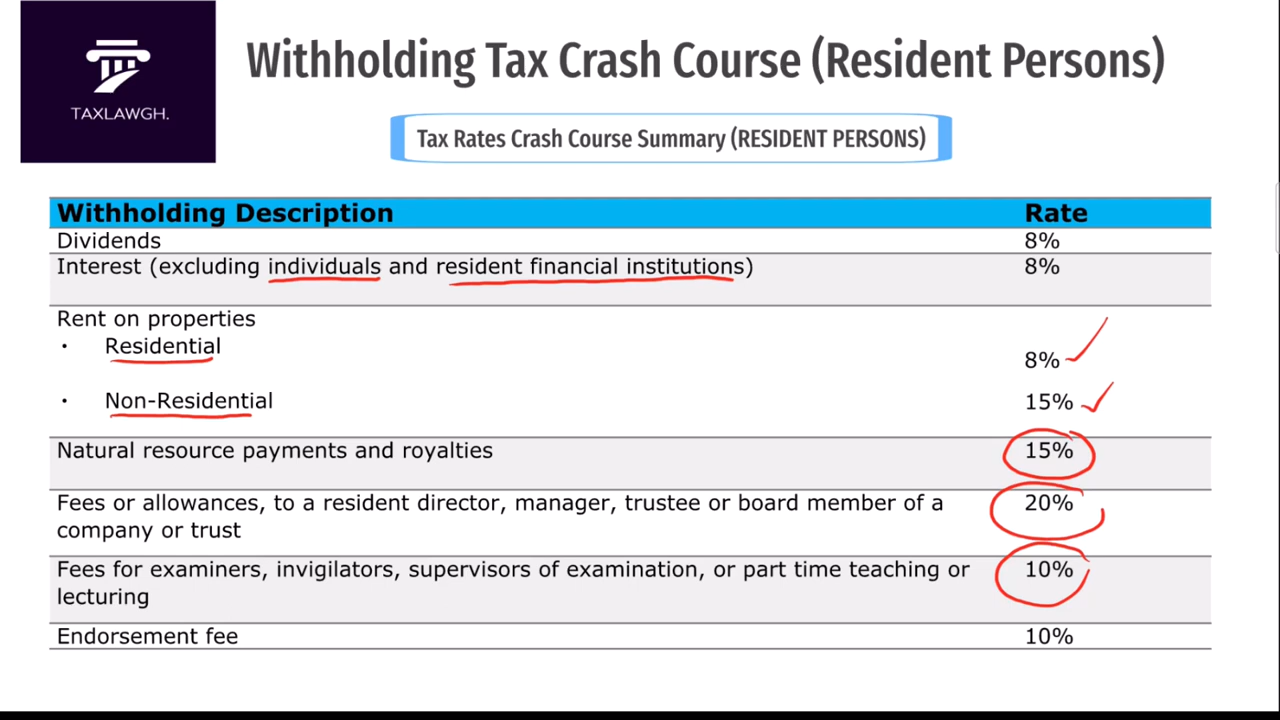 TAXLAWGH.
Withholding Tax Crash Course (Resident Persons)
Tax Rates Crash Course Summary (RESIDENT PERSONS)
Withholding Description Rate
Dividends 8%
Interest (excluding individuals and resident financial institutions) 8%
Rent on properties
• Residential 8%
• Non-Residential 15%
Natural resource payments and royalties 15%
Fees or allowances, to a resident director, manager, trustee or board member of a 20%
company or trust
Fees for examiners, invigilators, supervisors of examination, or part time teaching or 10%
lecturing
Endorsement fee 10%